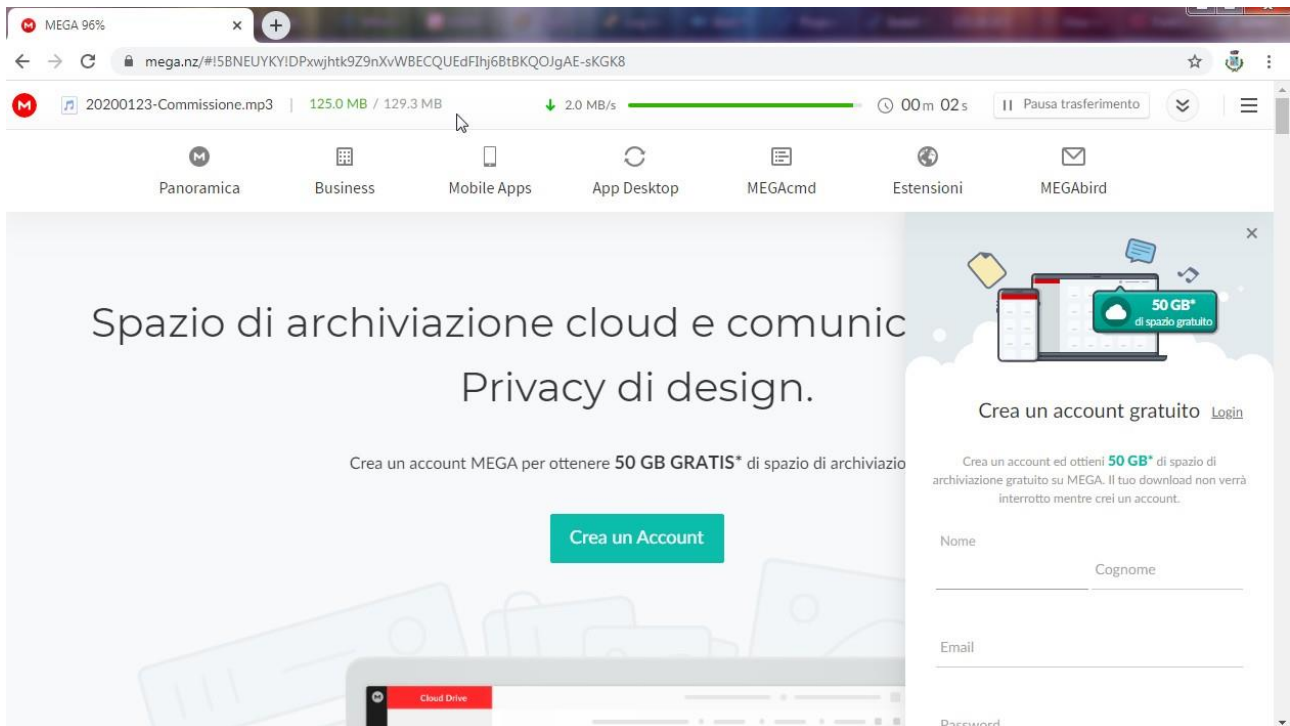 MEGA 96%
mega.nz/#!5BNEUYKY!DPxwjhtk9Z9nXvWBECQUEdFIhj6BtBKQOJgAE-sKGK8
20200123-Commissione.mp3 | 125.0 MB / 129.3 MB 2.0 MB/s 00 m 02 s Pausa trasferimento
Panoramica Business Mobile Apps App Desktop MEGAcmd Estensioni MEGAbird
50 GB*
di spazio gratuito
Spazio di archiviazione cloud e comunic
Privacy di design.
Crea un account MEGA per ottenere 50 GB GRATIS* di spazio di archiviazio
Crea un Account
Cloud Drive
Crea un account gratuito Login
Crea un account ed ottieni 50 GB* di spazio di
archiviazione gratuito su MEGA. Il tuo download non verrà
interrotto mentre crei un account.
Nome
Cognome
Email
Password